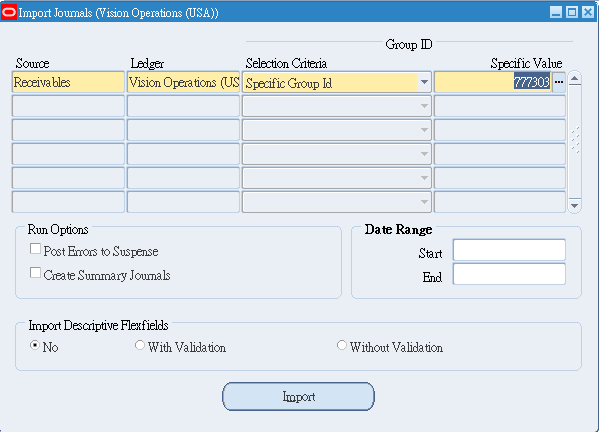 Import Journals (Vision Operations (USA))
Group ID
Source Ledger Selection Criteria Specific Value
Receivables Vision Operations (US Specific Group Id 777303 ...
Run Options
Post Errors to Suspense
Create Summary Journals
Date Range
Start
End
Import Descriptive Flexfields
No With Validation Without Validation
Import